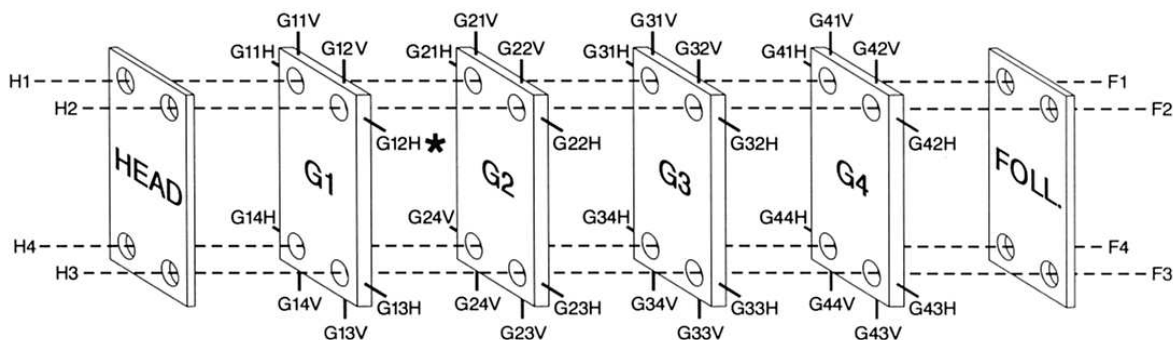 G11V G21V G31V G41V
G11H G12V G21H G22V G31H G32V G41H G42V
H1 F1
H2 F2
G12H * G22H G32H G42H
HEAD G1 G2 G3 G4 FOLL.
G14H G24V G34H G44H
H4 F4
H3 F3
G14V G13H G24V G23H G34V G33H G44V G43H
G13V G23V G33V G43V